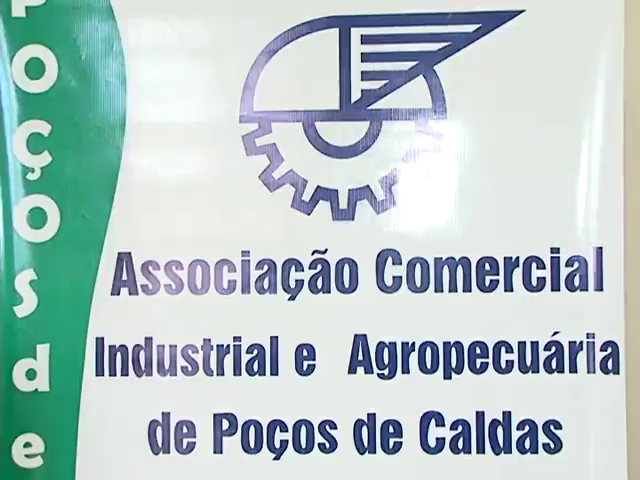 POÇOS de
Associação Comercial
Industrial e Agropecuária
de Poços de Caldas